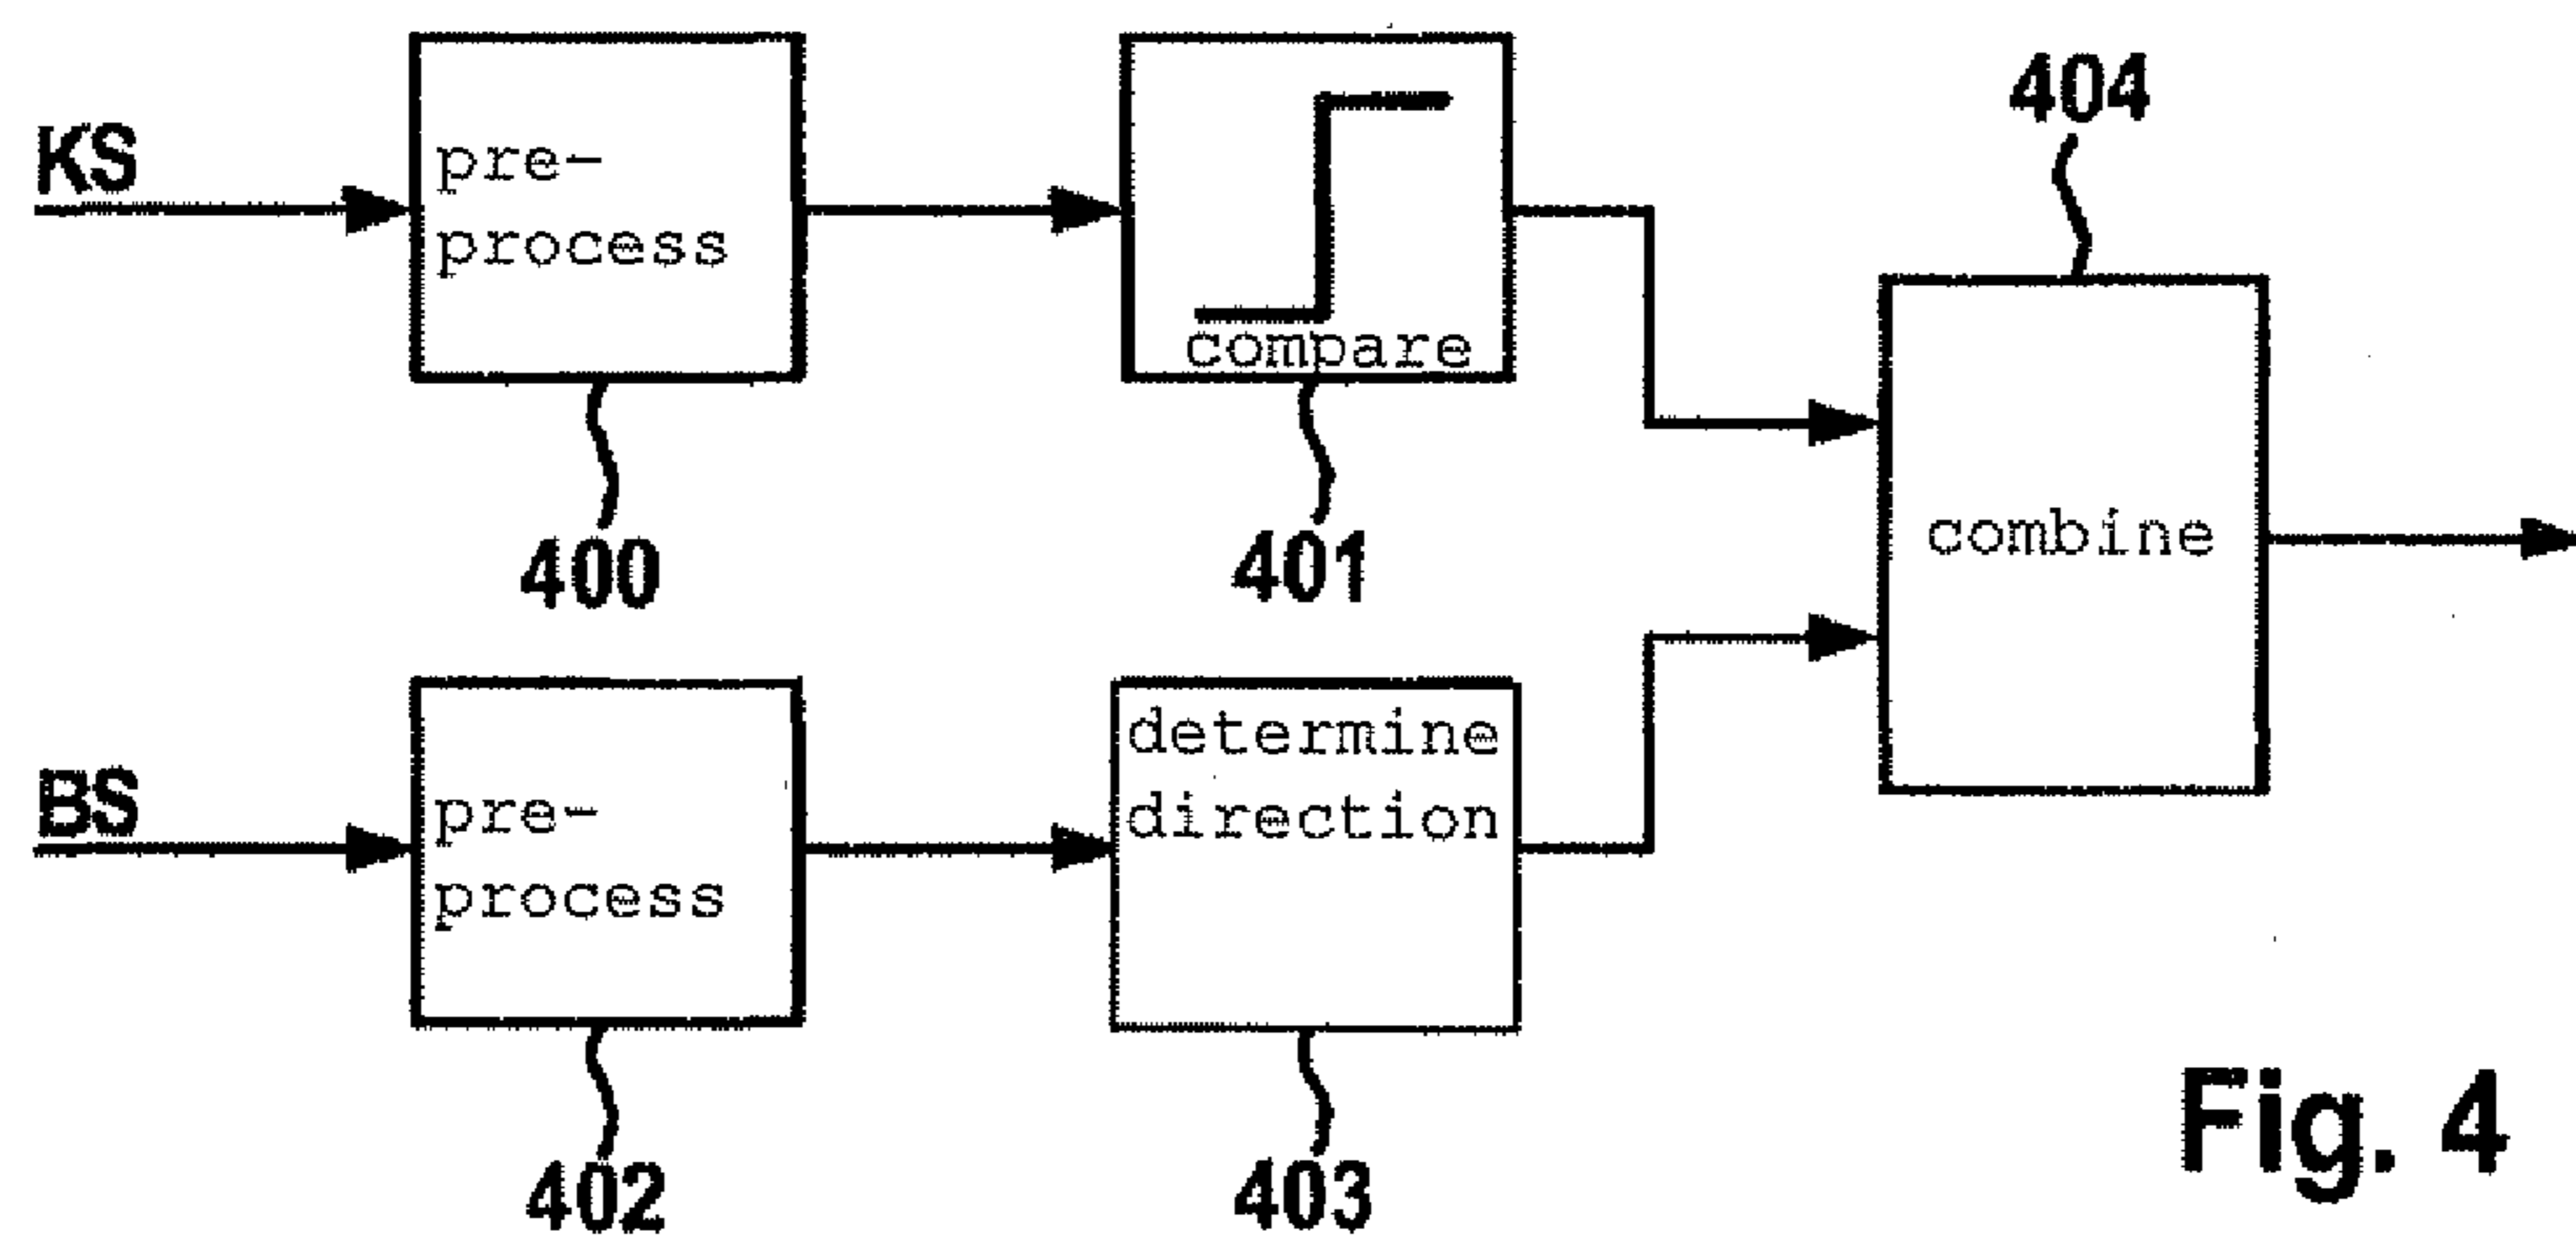 KS
pre-
process
400
compare
401
404
combine
BS
pre-
process
402
determine
direction
403
Fig. 4